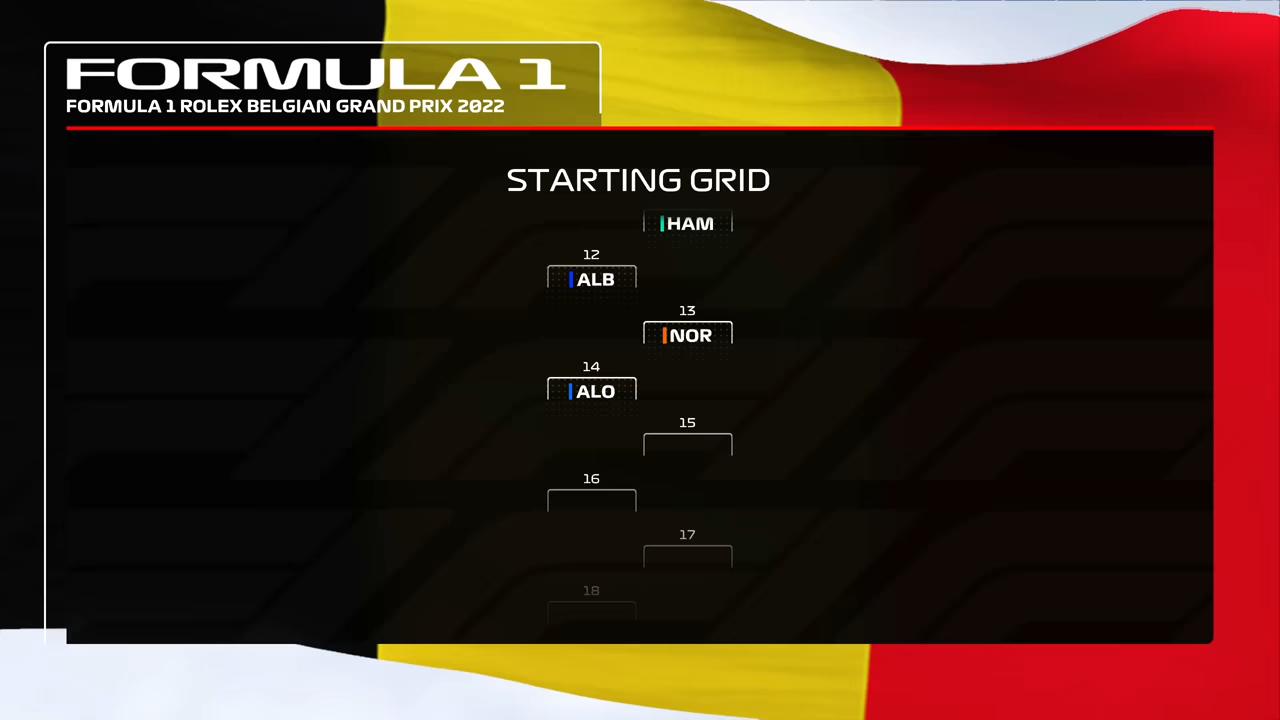 FORMULA 1
FORMULA 1 ROLEX BELGIAN GRAND PRIX 2022
STARTING GRID
HAM
12
ALB
13
NOR
14
ALO
15
16
17
18